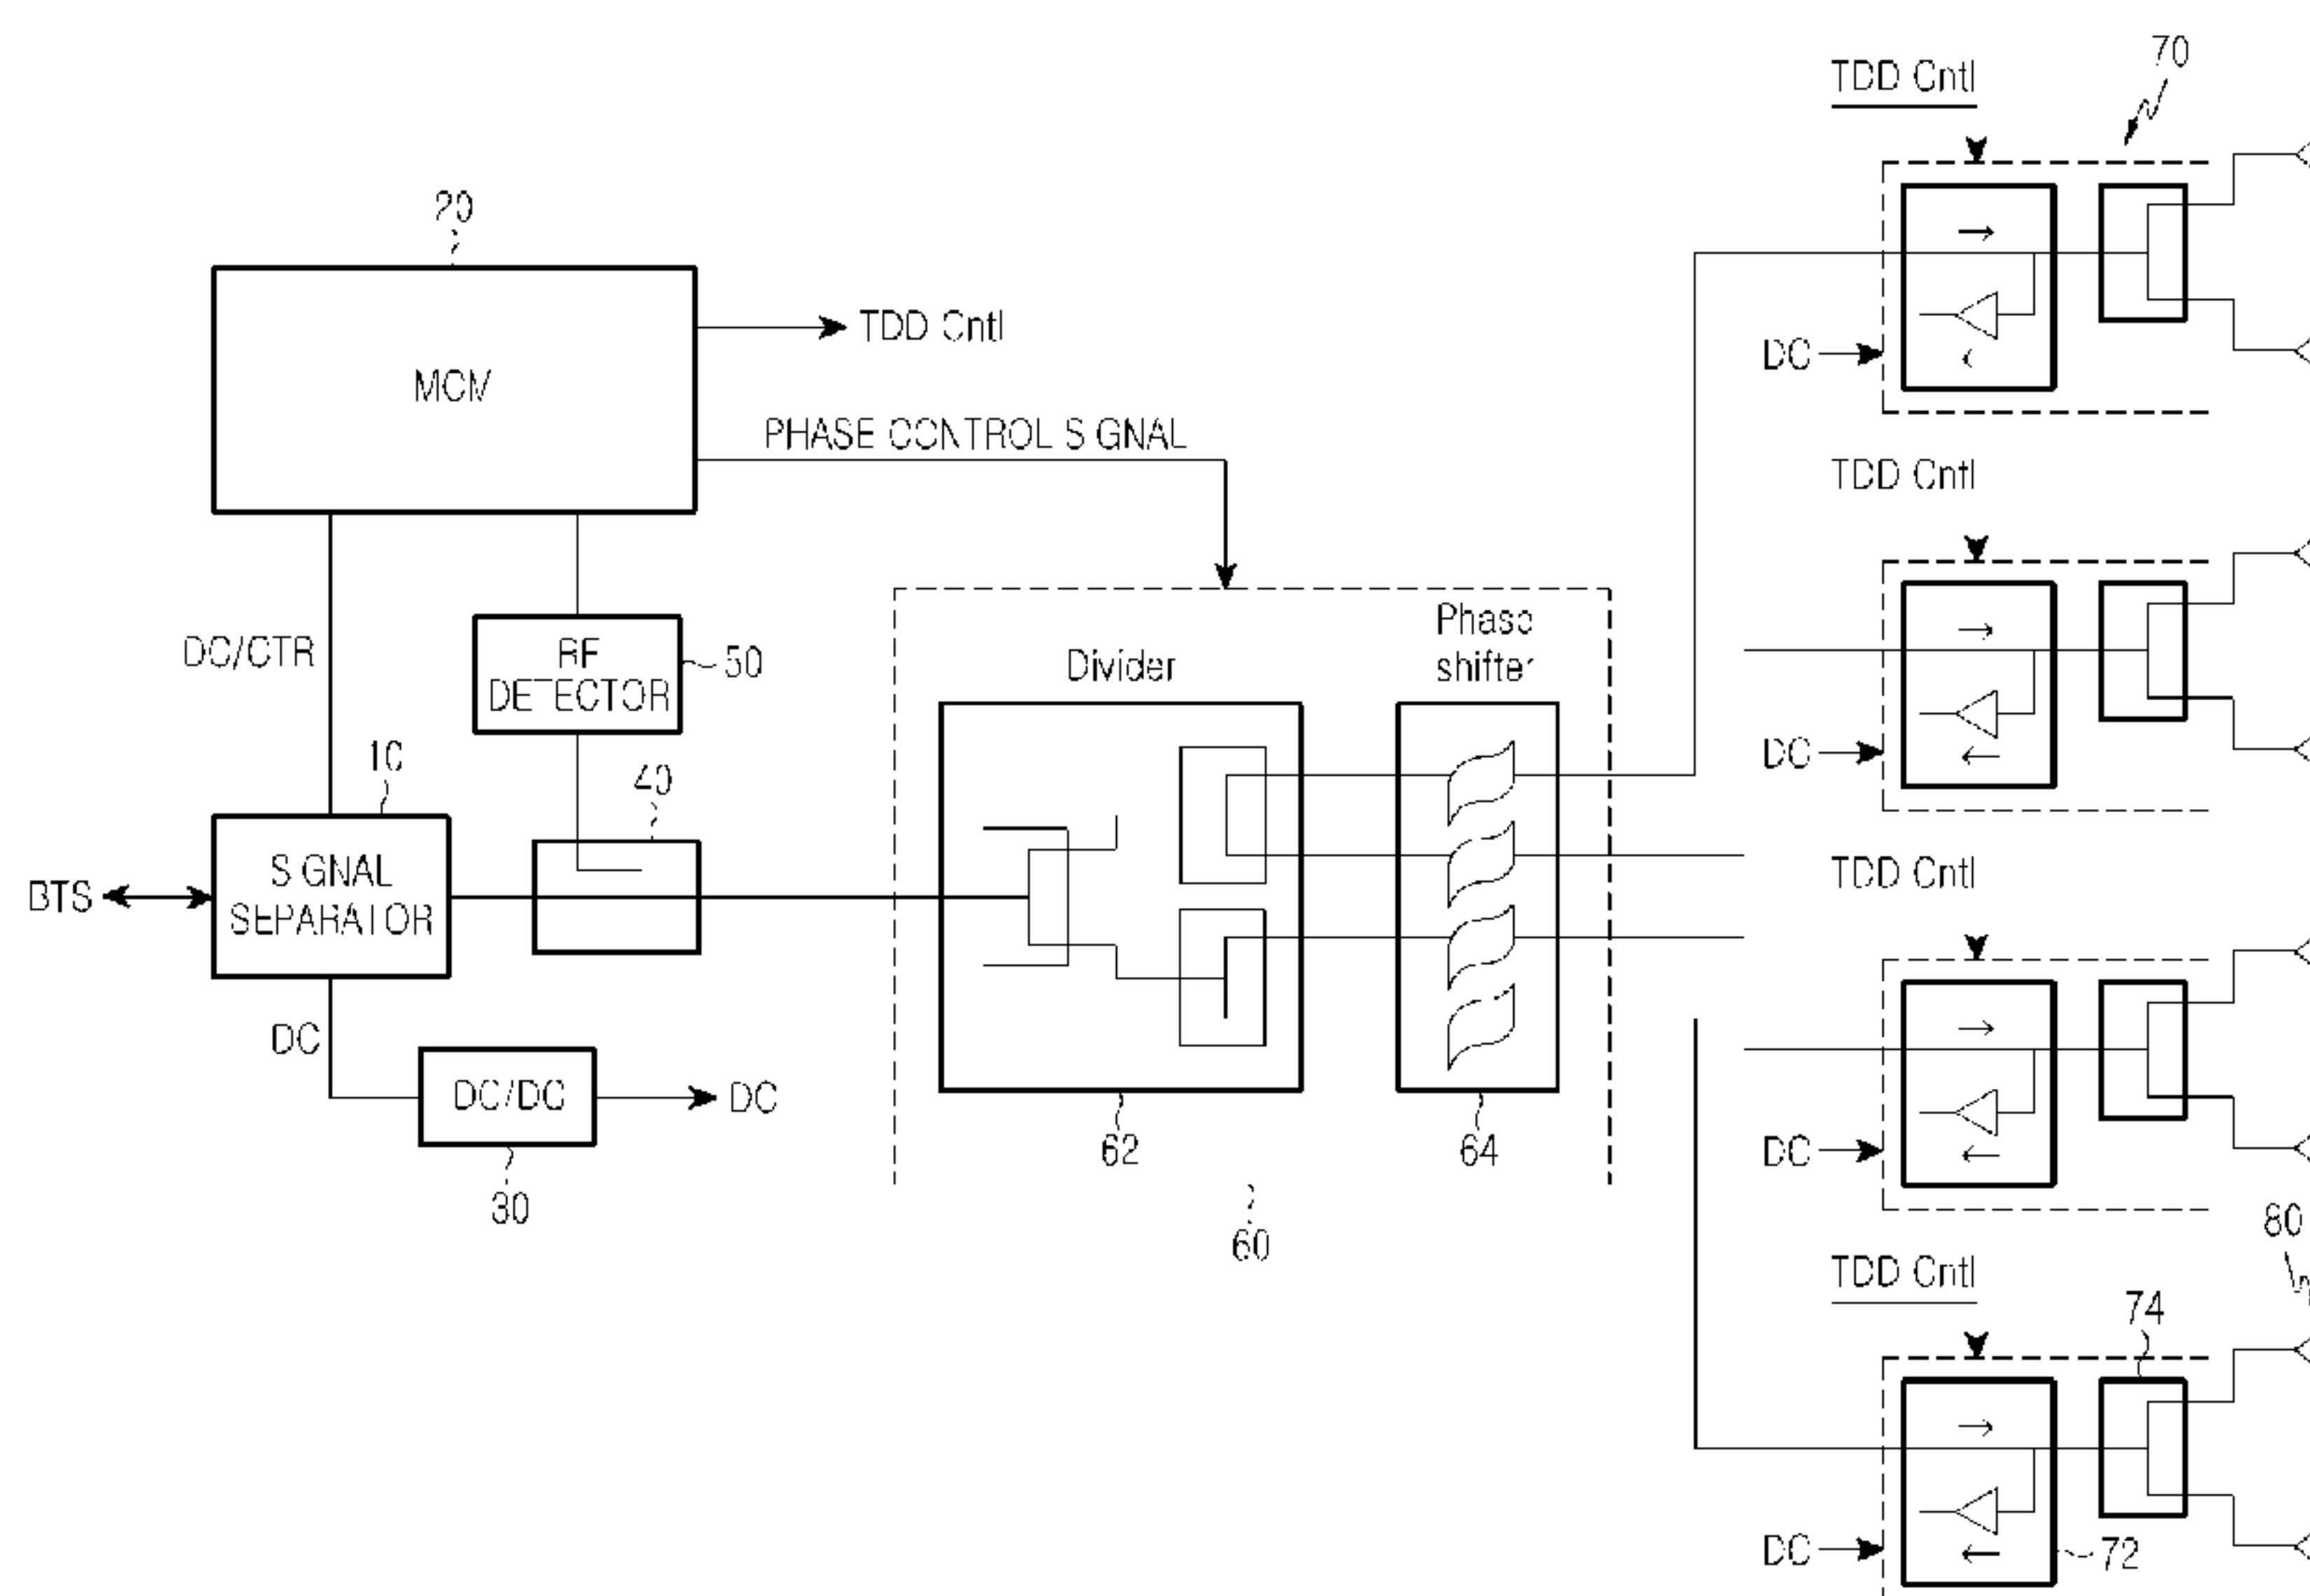 70
TDD Cntl
20
TDD Cntl
MCM
DC
PHASE CONTROL SIGNAL
TDD Cntl
Phase
shifter
Divider
DC/CTR
RF
DETECTOR
50
DC
10
40
TDD Cntl
SIGNAL
SEPARATOR
BTS
DC
DC/DC
DC
62
64
DC
30
60
80
TDD Cntl
74
DC
72